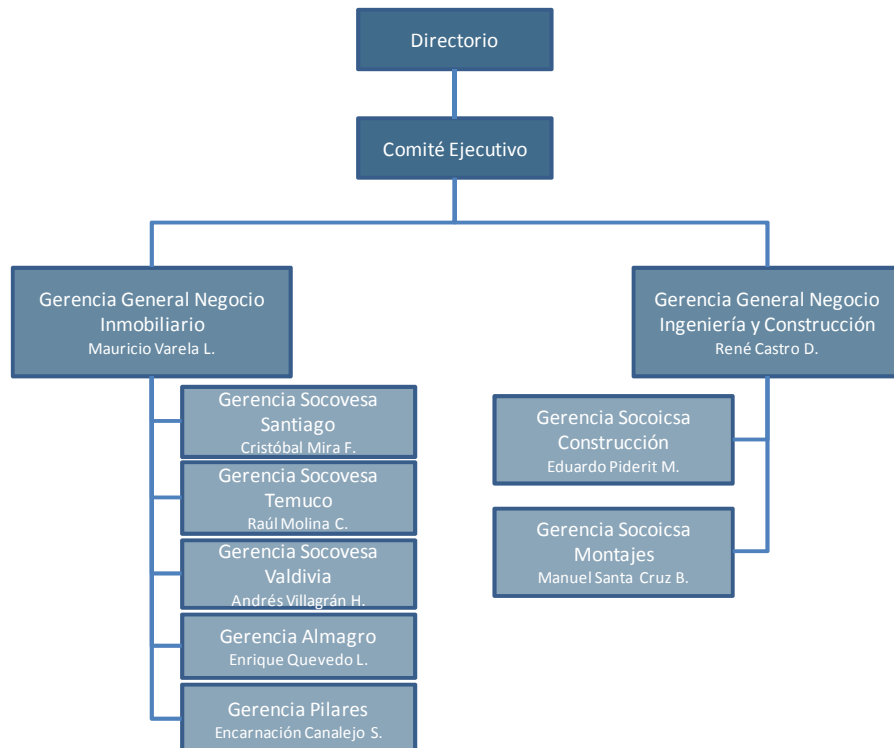 Directorio
Comité Ejecutivo
Gerencia General Negocio
Inmobiliario
Mauricio Varela L.
Gerencia Socovesa
Santiago
Cristóbal Mira F.
Gerencia Socovesa
Temuco
Raúl Molina C.
Gerencia Socovesa
Valdivia
Andrés Villagrán H.
Gerencia Almagro
Enrique Quevedo L.
Gerencia Pilares
Encarnación Canalejo S.
Gerencia General Negocio
Ingeniería y Construcción
René Castro D.
Gerencia Socoicsa
Construcción
Eduardo Piderit M.
Gerencia Socoicsa
Montajes
Manuel Santa Cruz B.